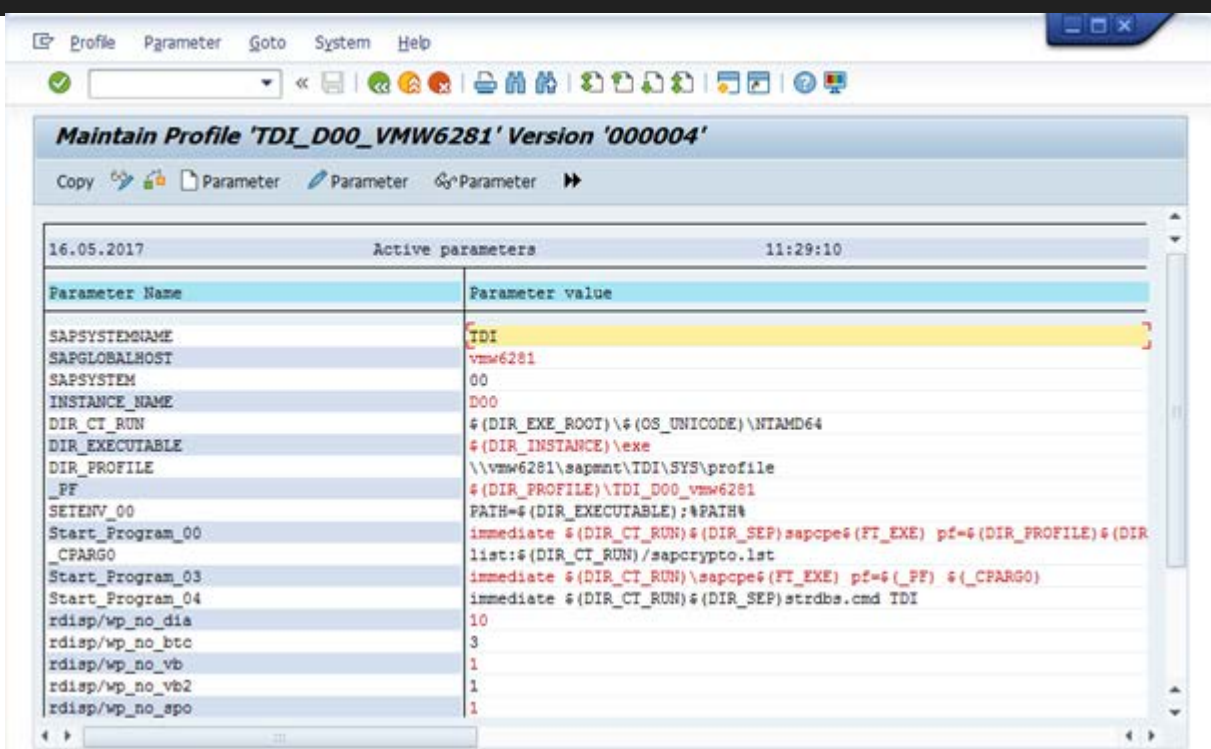 Profile Parameter Goto System Help
Maintain Profile 'TDI_D00_VMW6281' Version '000004'
Copy Parameter Parameter Parameter
16.05.2017 Active parameters 11:29:10
Parameter Name Parameter value
SAPSYSTEMNAME TDI
SAPGLOBALHOST vmw6281
SAPSYSTEM 00
INSTANCE_NAME D00
DIR_CT_RUN $(DIR_EXE_ROOT)\$(OS_UNICODE)\NTAMD64
DIR_EXECUTABLE $(DIR_INSTANCE)\exe
DIR_PROFILE \\vmw6281\sapmnt\TDI\SYS\profile
_PF $(DIR_PROFILE)\TDI_D00_vmw6281
SETENV_00 PATH=$(DIR_EXECUTABLE);%PATH%
Start_Program_00 immediate $(DIR_CT_RUN)$(DIR_SEP)sapcpe$(FT_EXE) pf=$(DIR_PROFILE)$(DIR
_CPARG0 list:$(DIR_CT_RUN)/sapcrypto.lst
Start_Program_03 immediate $(DIR_CT_RUN)\sapcpe$(FT_EXE) pf=$(_PF) $(_CPARG0)
Start_Program_04 immediate $(DIR_CT_RUN)$(DIR_SEP)strdbs.cmd TDI
rdisp/wp_no_dia 10
rdisp/wp_no_btc 3
rdisp/wp_no_vb 1
rdisp/wp_no_vb2 1
rdisp/wp_no_spo 1